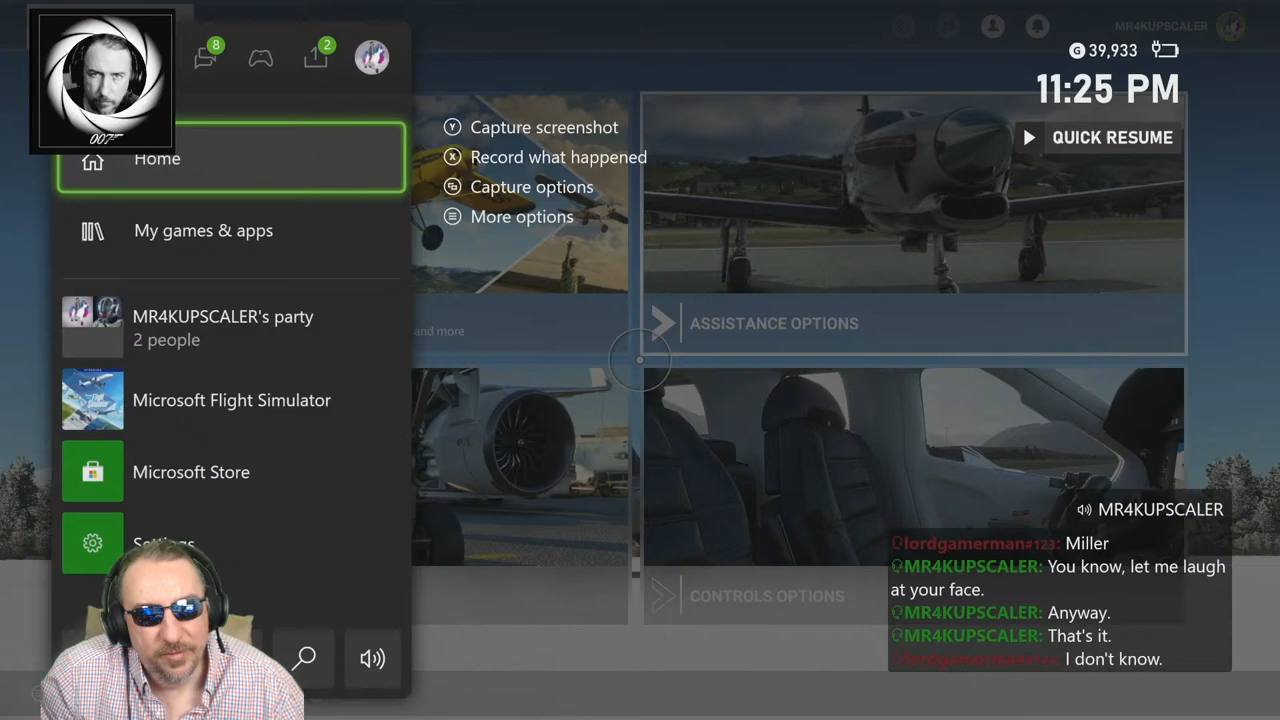 8
2
MR4KUPSCALER
39,933
11:25 PM
QUICK RESUME
007
Home
My games & apps
MR4KUPSCALER's party
2 people
Microsoft Flight Simulator
Microsoft Store
Settings
Capture screenshot
Record what happened
Capture options
More options
and more
ASSISTANCE OPTIONS
CONTROLS OPTIONS
MR4KUPSCALER
lordgamerman#123: Miller
MR4KUPSCALER: You know, let me laugh
at your face.
MR4KUPSCALER: Anyway.
MR4KUPSCALER: That's it.
lordgamerman#123: I don't know.